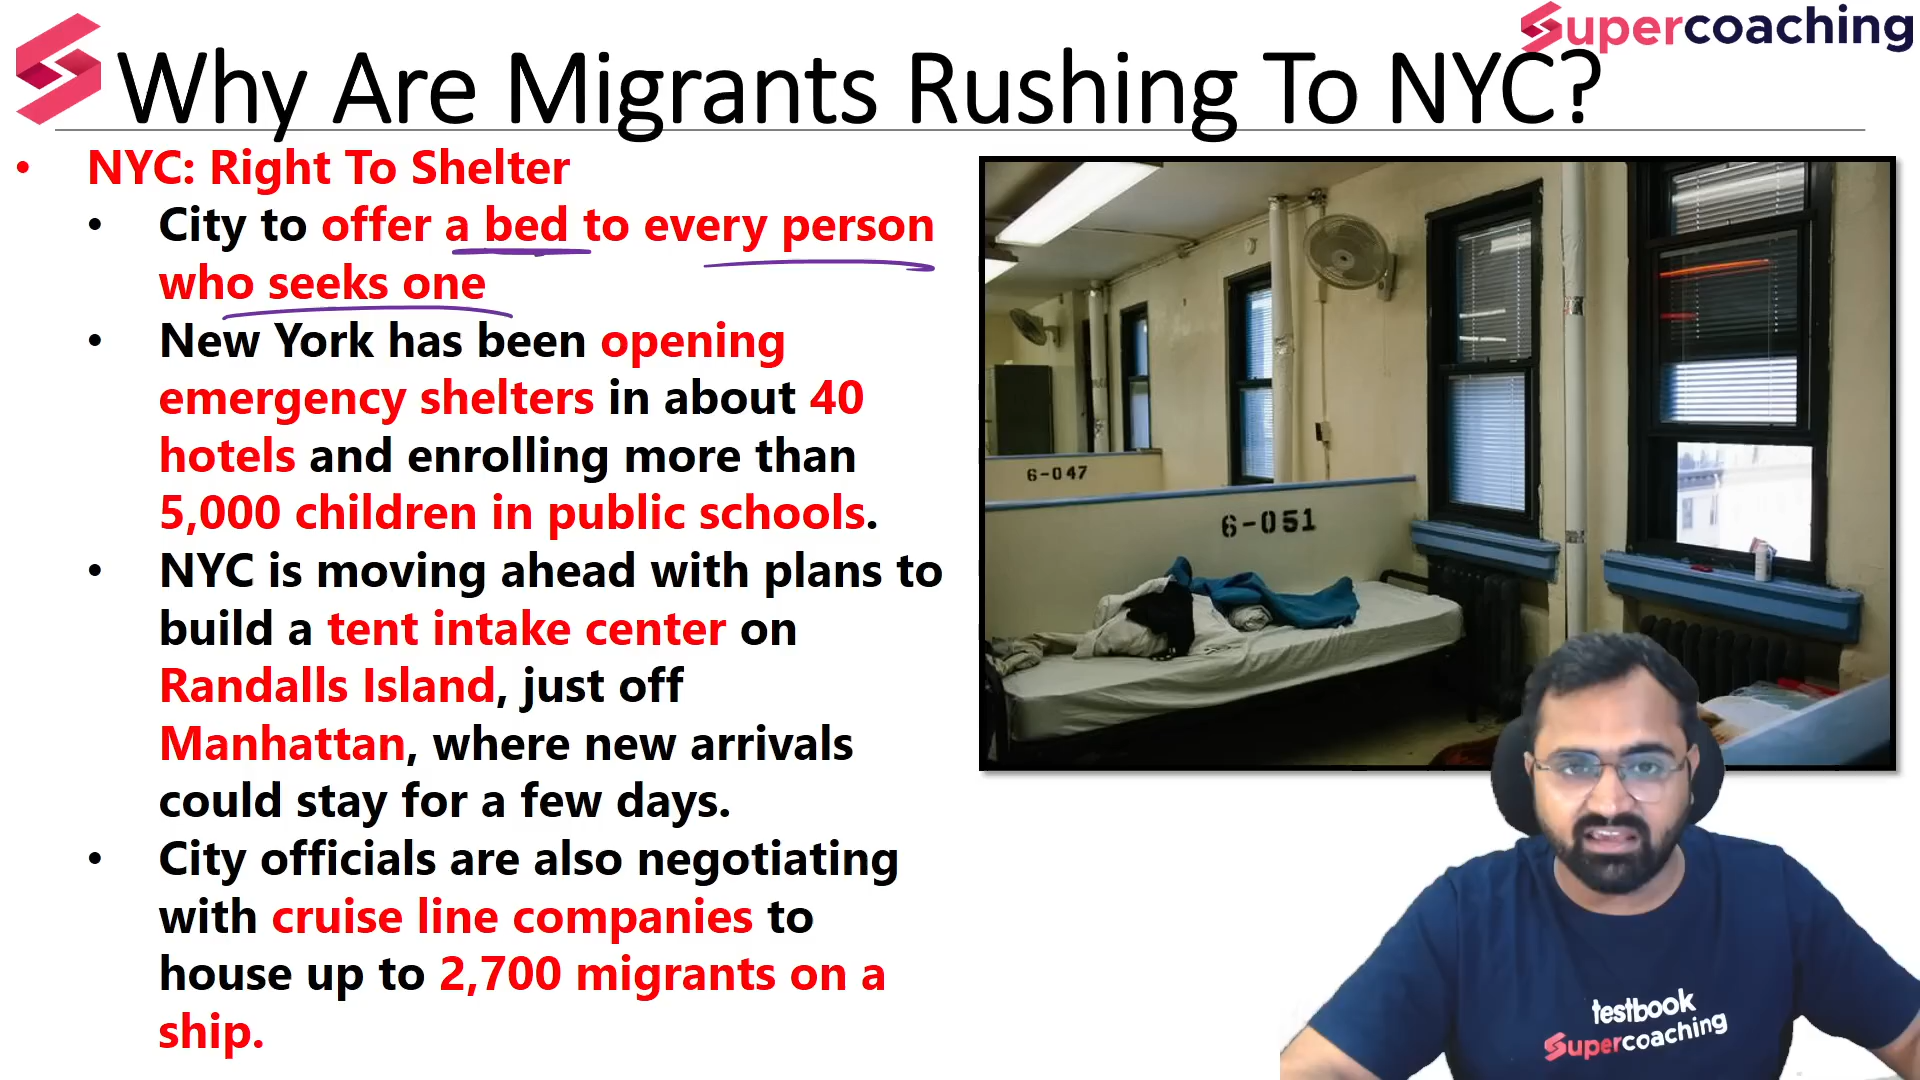 Supercoaching
Why Are Migrants Rushing To NYC?
• NYC: Right To Shelter
• City to offer a bed to every person
who seeks one
• New York has been opening
emergency shelters in about 40
hotels and enrolling more than
5,000 children in public schools.
• NYC is moving ahead with plans to
build a tent intake center on
Randalls Island, just off
Manhattan, where new arrivals
could stay for a few days.
• City officials are also negotiating
with cruise line companies to
house up to 2,700 migrants on a
ship.
6-047
6-051
testbook
Supercoaching